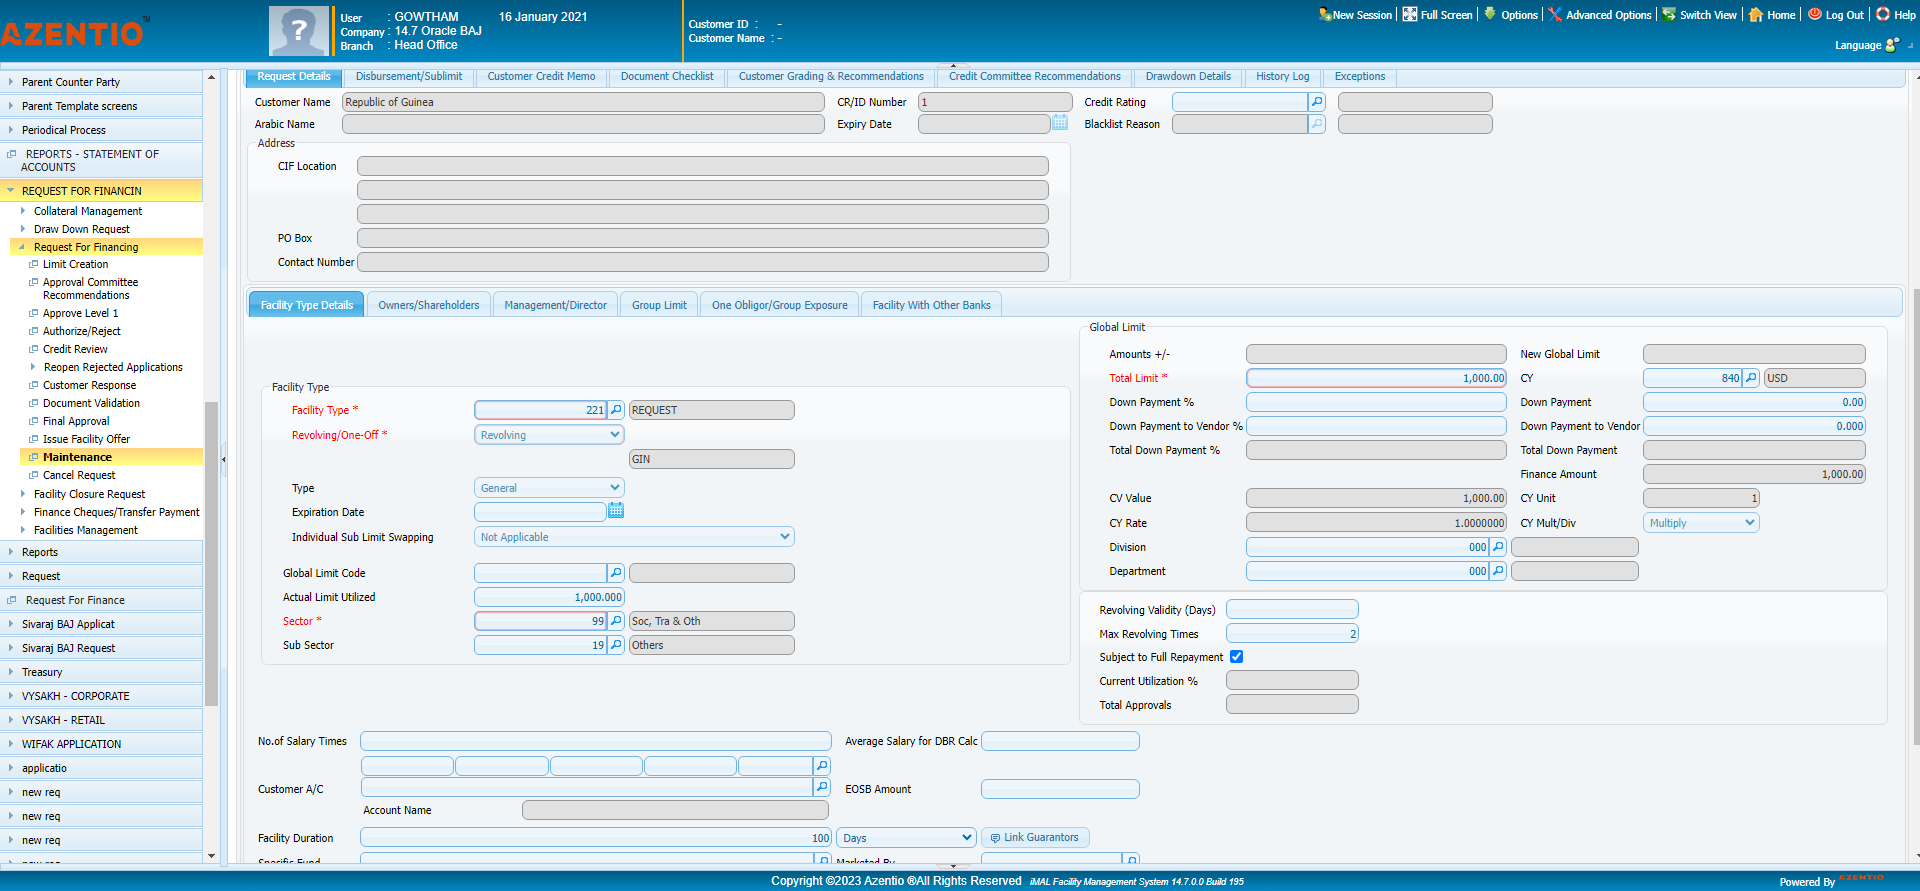 AZENTIO™
User : GOWTHAM 16 January 2021
Company : 14.7 Oracle BAJ
Branch : Head Office
Customer ID : -
Customer Name : -
New Session | Full Screen | Options | Advanced Options | Switch View | Home | Log Out | Help
Language
Parent Counter Party
Parent Template screens
Periodical Process
REPORTS - STATEMENT OF
ACCOUNTS
REQUEST FOR FINANCIN
Collateral Management
Draw Down Request
Request For Financing
Limit Creation
Approval Committee
Recommendations
Approve Level 1
Authorize/Reject
Credit Review
Reopen Rejected Applications
Customer Response
Document Validation
Final Approval
Issue Facility Offer
Maintenance
Cancel Request
Facility Closure Request
Finance Cheques/Transfer Payment
Facilities Management
Reports
Request
Request For Finance
Sivaraj BAJ Applicat
Sivaraj BAJ Request
Treasury
VYSAKH - CORPORATE
VYSAKH - RETAIL
WIFAK APPLICATION
applicatio
new req
new req
new req
new req
Request Details Disbursement/Sublimit Customer Credit Memo Document Checklist Customer Grading & Recommendations Credit Committee Recommendations Drawdown Details History Log Exceptions
Customer Name Republic of Guinea CR/ID Number 1 Credit Rating
Arabic Name Expiry Date Blacklist Reason
Address
CIF Location
PO Box
Contact Number
Facility Type Details Owners/Shareholders Management/Director Group Limit One Obligor/Group Exposure Facility With Other Banks
Facility Type
Facility Type * 221 REQUEST
Revolving/One-Off * Revolving
GIN
Type General
Expiration Date
Individual Sub Limit Swapping Not Applicable
Global Limit Code
Actual Limit Utilized 1,000.000
Sector * 99 Soc, Tra & Oth
Sub Sector 19 Others
Global Limit
Amounts +/- New Global Limit
Total Limit * 1,000.00 CY 840 USD
Down Payment % Down Payment 0.00
Down Payment to Vendor % Down Payment to Vendor 0.000
Total Down Payment % Total Down Payment
Finance Amount 1,000.00
CV Value 1,000.00 CY Unit 1
CY Rate 1.0000000 CY Mult/Div Multiply
Division 000
Department 000
Revolving Validity (Days)
Max Revolving Times 2
Subject to Full Repayment
Current Utilization %
Total Approvals
No.of Salary Times Average Salary for DBR Calc
Customer A/C EOSB Amount
Account Name
Facility Duration 100 Days Link Guarantors
Specific Fund Marketed By
Copyright ©2023 Azentio ®All Rights Reserved iMAL Facility Management System 14.7.0.0 Build 195
Powered By AZENTIO